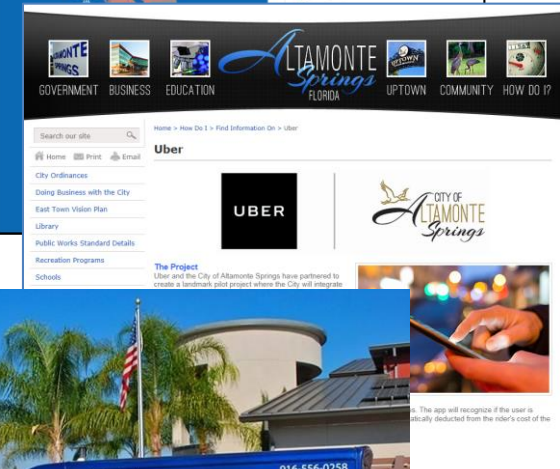 ALTAMONTE
Springs
FLORIDA
GOVERNMENT BUSINESS EDUCATION UPTOWN COMMUNITY HOW DO I?
UPTOWN
Search our site
Home Print Email
City Ordinances
Doing Business with the City
East Town Vision Plan
Library
Public Works Standard Details
Recreation Programs
Schools
Home > How Do I > Find Information On > Uber
Uber
UBER
CITY OF
ALTAMONTE
Springs
The Project
Uber and the City of Altamonte Springs have partnered to
create a landmark pilot project where the City will integrate
s. The app will recognize if the user is
atically deducted from the rider's cost of the
916-556-0258